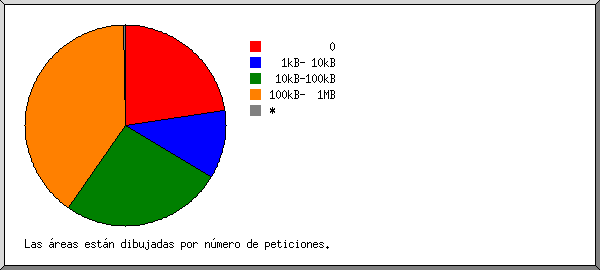 0
1kB- 10kB
10kB-100kB
100kB- 1MB
*
Las áreas están dibujadas por número de peticiones.